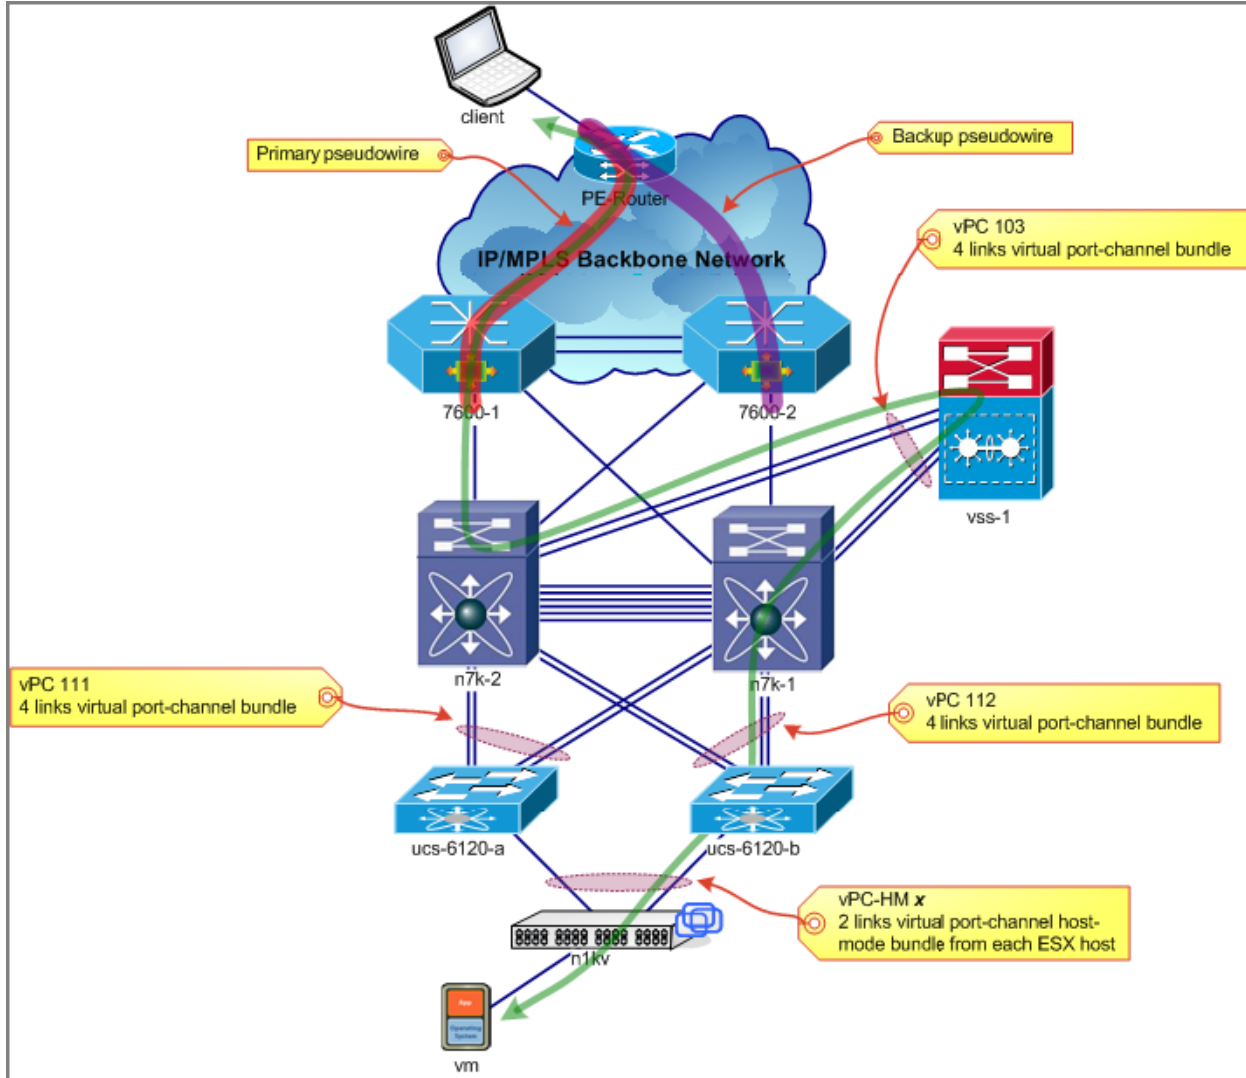 client
Primary pseudowire
Backup pseudowire
PE-Router
vPC 103
4 links virtual port-channel bundle
IP/MPLS Backbone Network
7600-1
7600-2
vss-1
n7k-2
n7k-1
vPC 111
4 links virtual port-channel bundle
vPC 112
4 links virtual port-channel bundle
ucs-6120-a
ucs-6120-b
vPC-HM x
2 links virtual port-channel host-
mode bundle from each ESX host
n1kv
App
Operating
System
vm